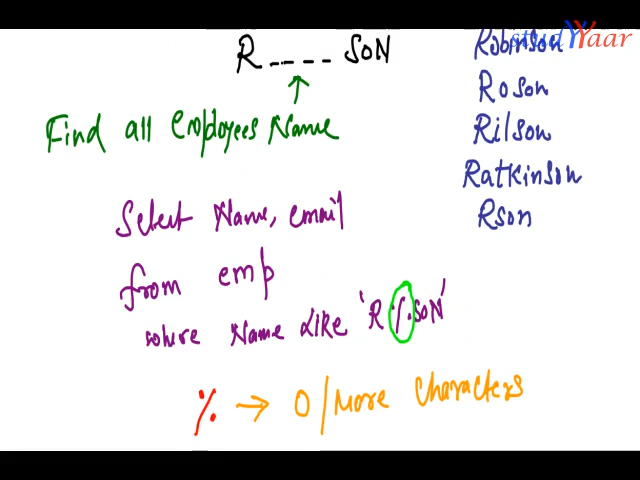 R ---- SON
Find all employees Name
Select Name, email
from emp
where Name Like 'R%SON'
% → 0/More Characters
Robinson
Roson
Rilson
Ratkinson
Rson
studYYaar